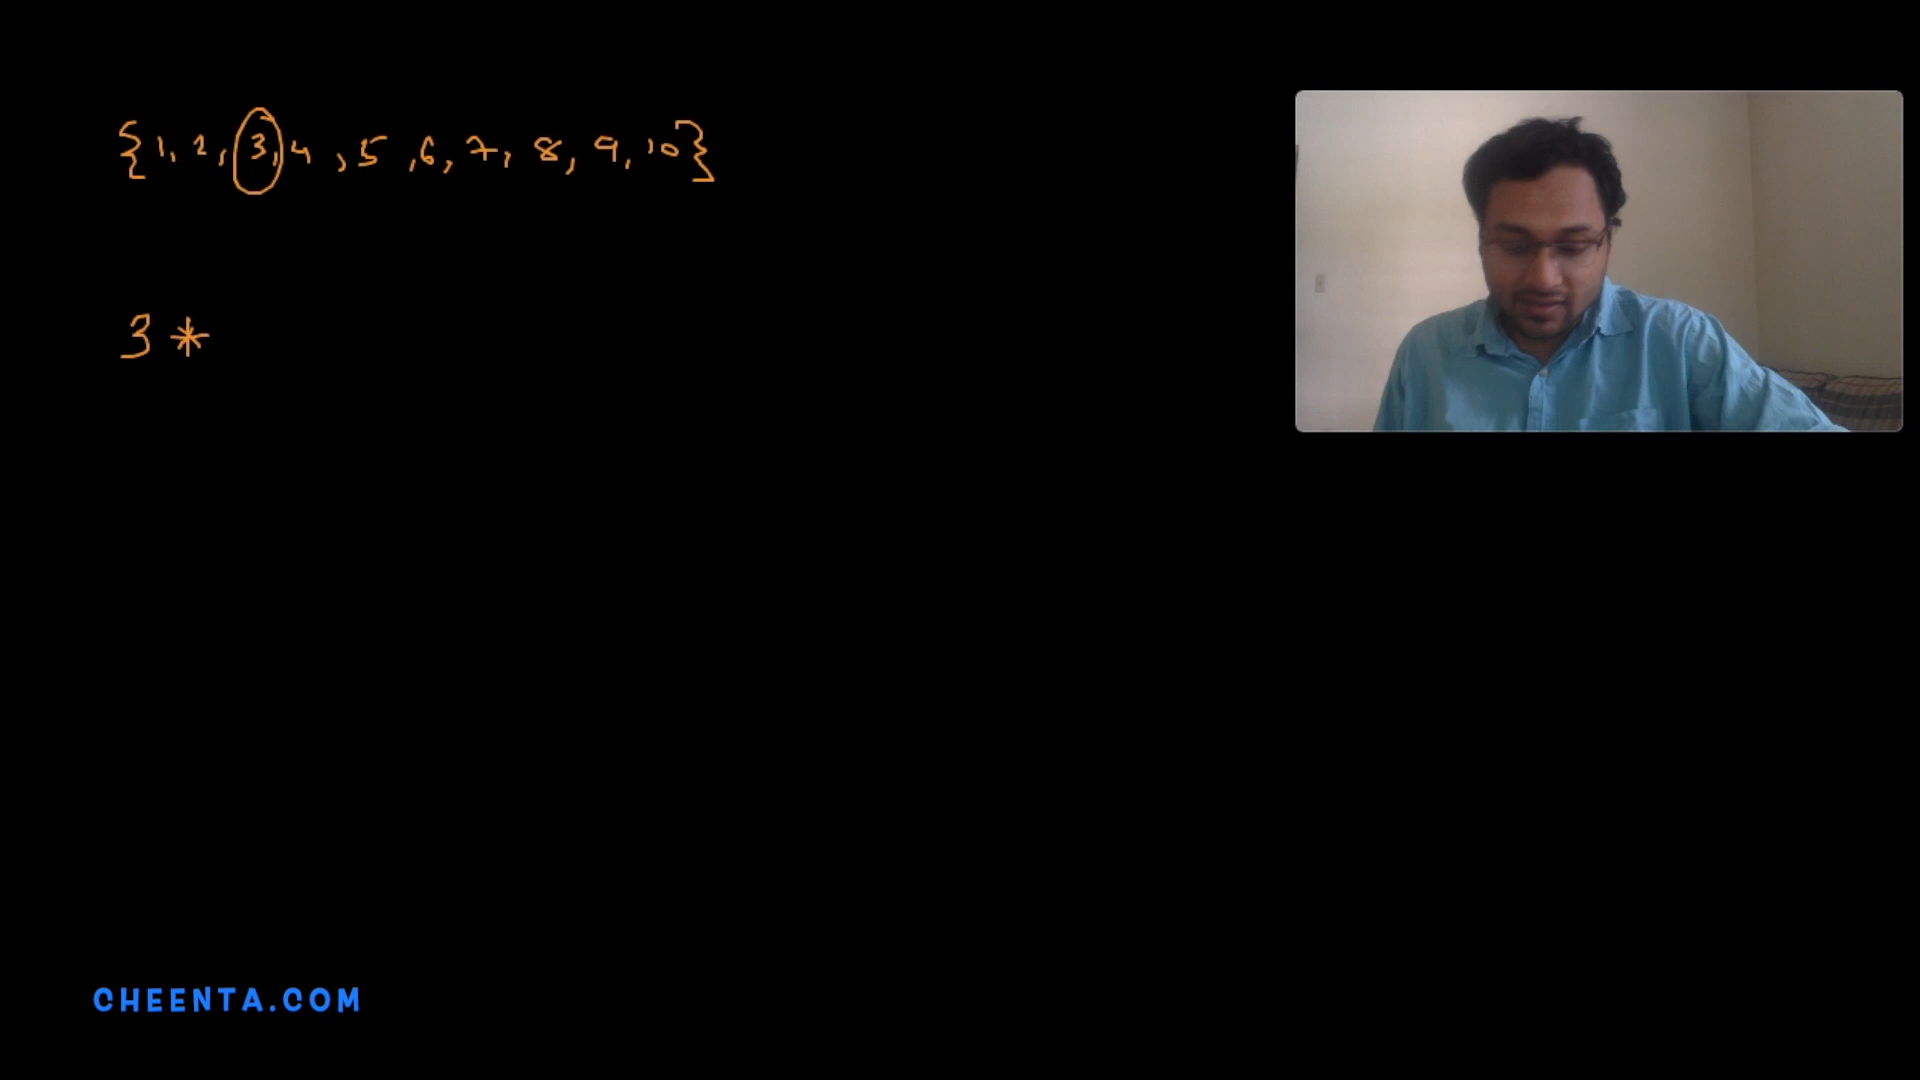 {1, 2, 3, 4, 5, 6, 7, 8, 9, 10}
3 *
CHEENTA.COM